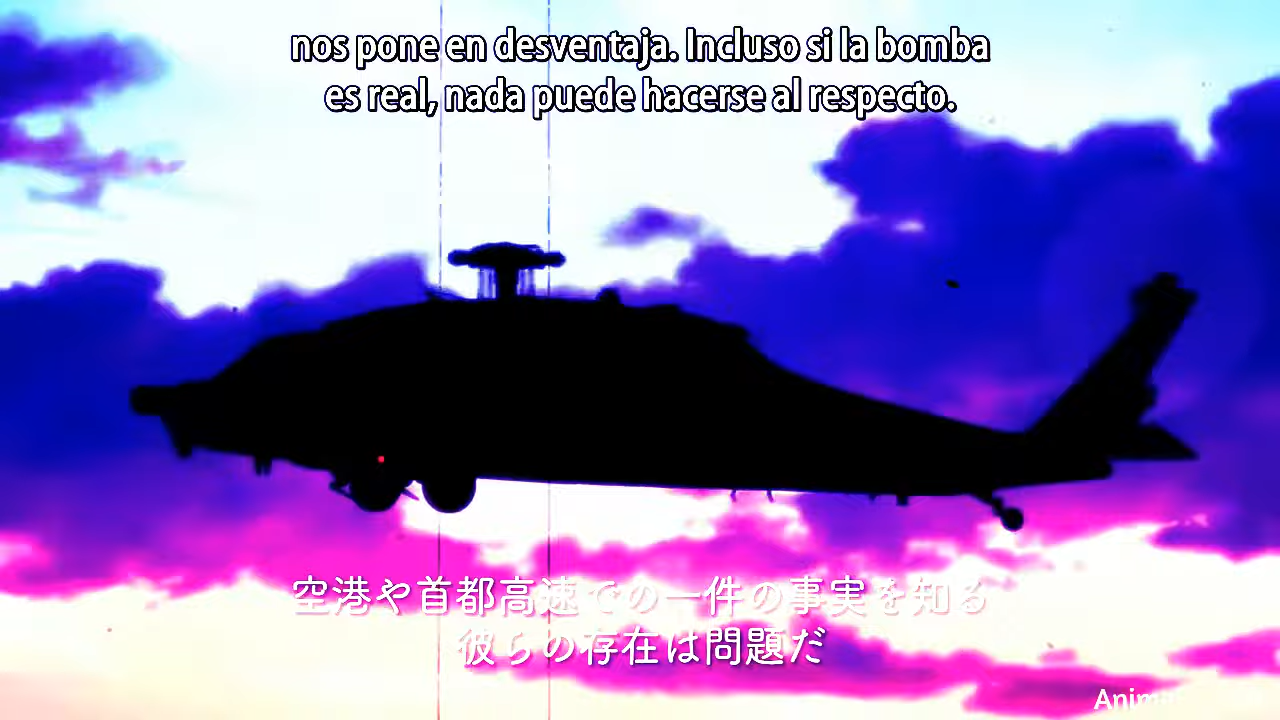 nos pone en desventaja. Incluso si la bomba
es real, nada puede hacerse al respecto.
空港や首都高速での一件の事実を知る
彼らの存在は問題だ